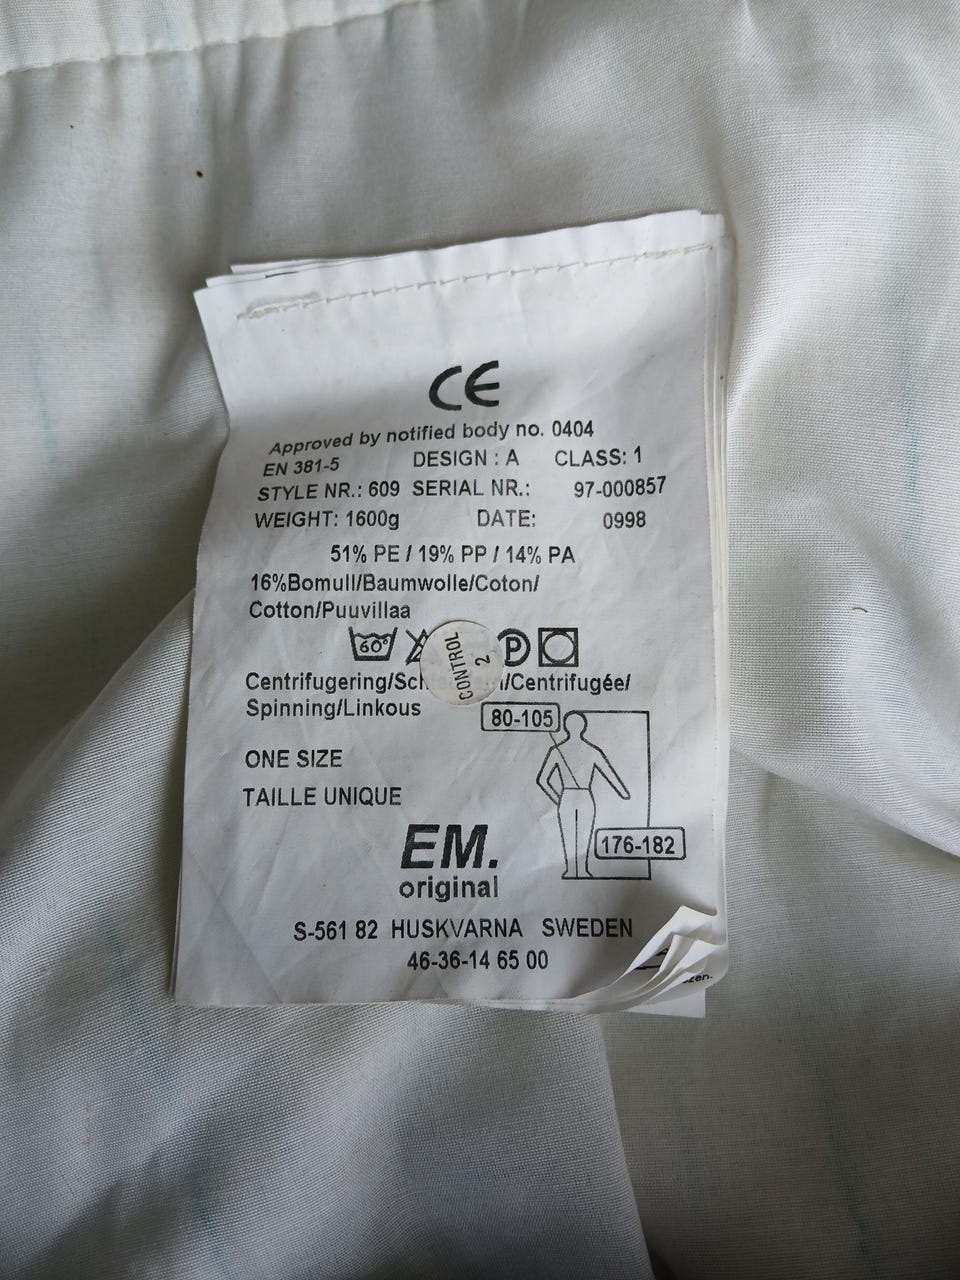 CE
Approved by notified body no. 0404
EN 381-5 DESIGN : A CLASS: 1
STYLE NR.: 609 SERIAL NR.: 97-000857
WEIGHT: 1600g DATE: 0998
51% PE / 19% PP / 14% PA
16%Bomull/Baumwolle/Coton/
Cotton/Puuvillaa
60° P
CONTROL
2
Centrifugering/ /Centrifugée/
Spinning/Linkous
80-105
ONE SIZE
TAILLE UNIQUE
176-182
EM.
original
S-561 82 HUSKVARNA SWEDEN
46-36-14 65 00